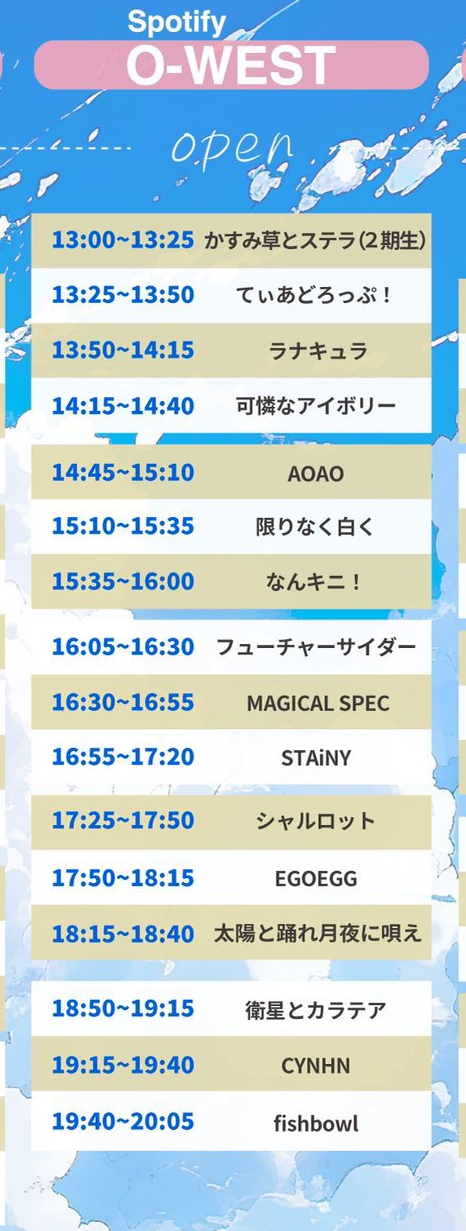 Spotify
O-WEST
open
13:00~13:25 かすみ草とステラ(2期生)
13:25~13:50 てぃあどろっぷ！
13:50~14:15 ラナキュラ
14:15~14:40 可憐なアイボリー
14:45~15:10 AOAO
15:10~15:35 限りなく白く
15:35~16:00 なんキニ！
16:05~16:30 フューチャーサイダー
16:30~16:55 MAGICAL SPEC
16:55~17:20 STAiNY
17:25~17:50 シャルロット
17:50~18:15 EGOEGG
18:15~18:40 太陽と踊れ月夜に唄え
18:50~19:15 衛星とカラテア
19:15~19:40 CYNHN
19:40~20:05 fishbowl